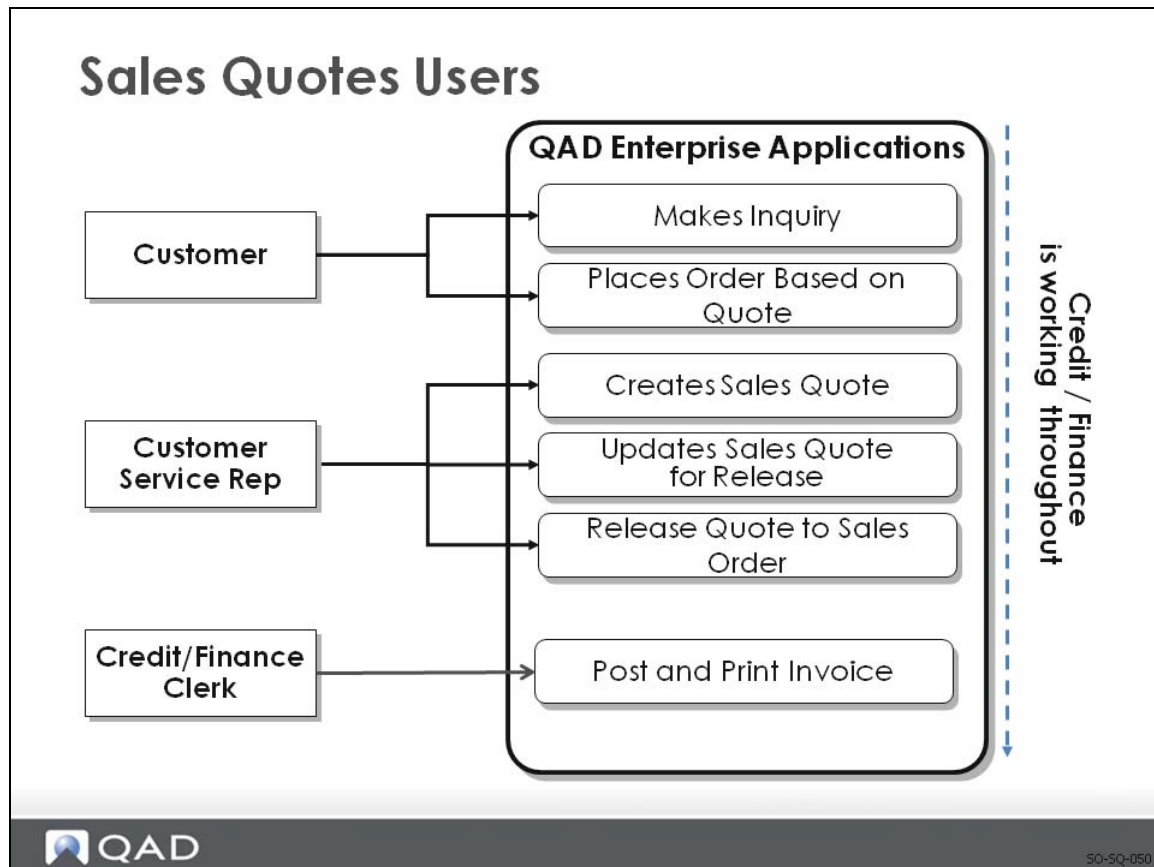 Sales Quotes Users
QAD Enterprise Applications
Customer
Makes Inquiry
Places Order Based on
Quote
Customer
Service Rep
Creates Sales Quote
Updates Sales Quote
for Release
Release Quote to Sales
Order
Credit/Finance
Clerk
Post and Print Invoice
Credit / Finance
is working throughout
QAD
SO-SQ-050